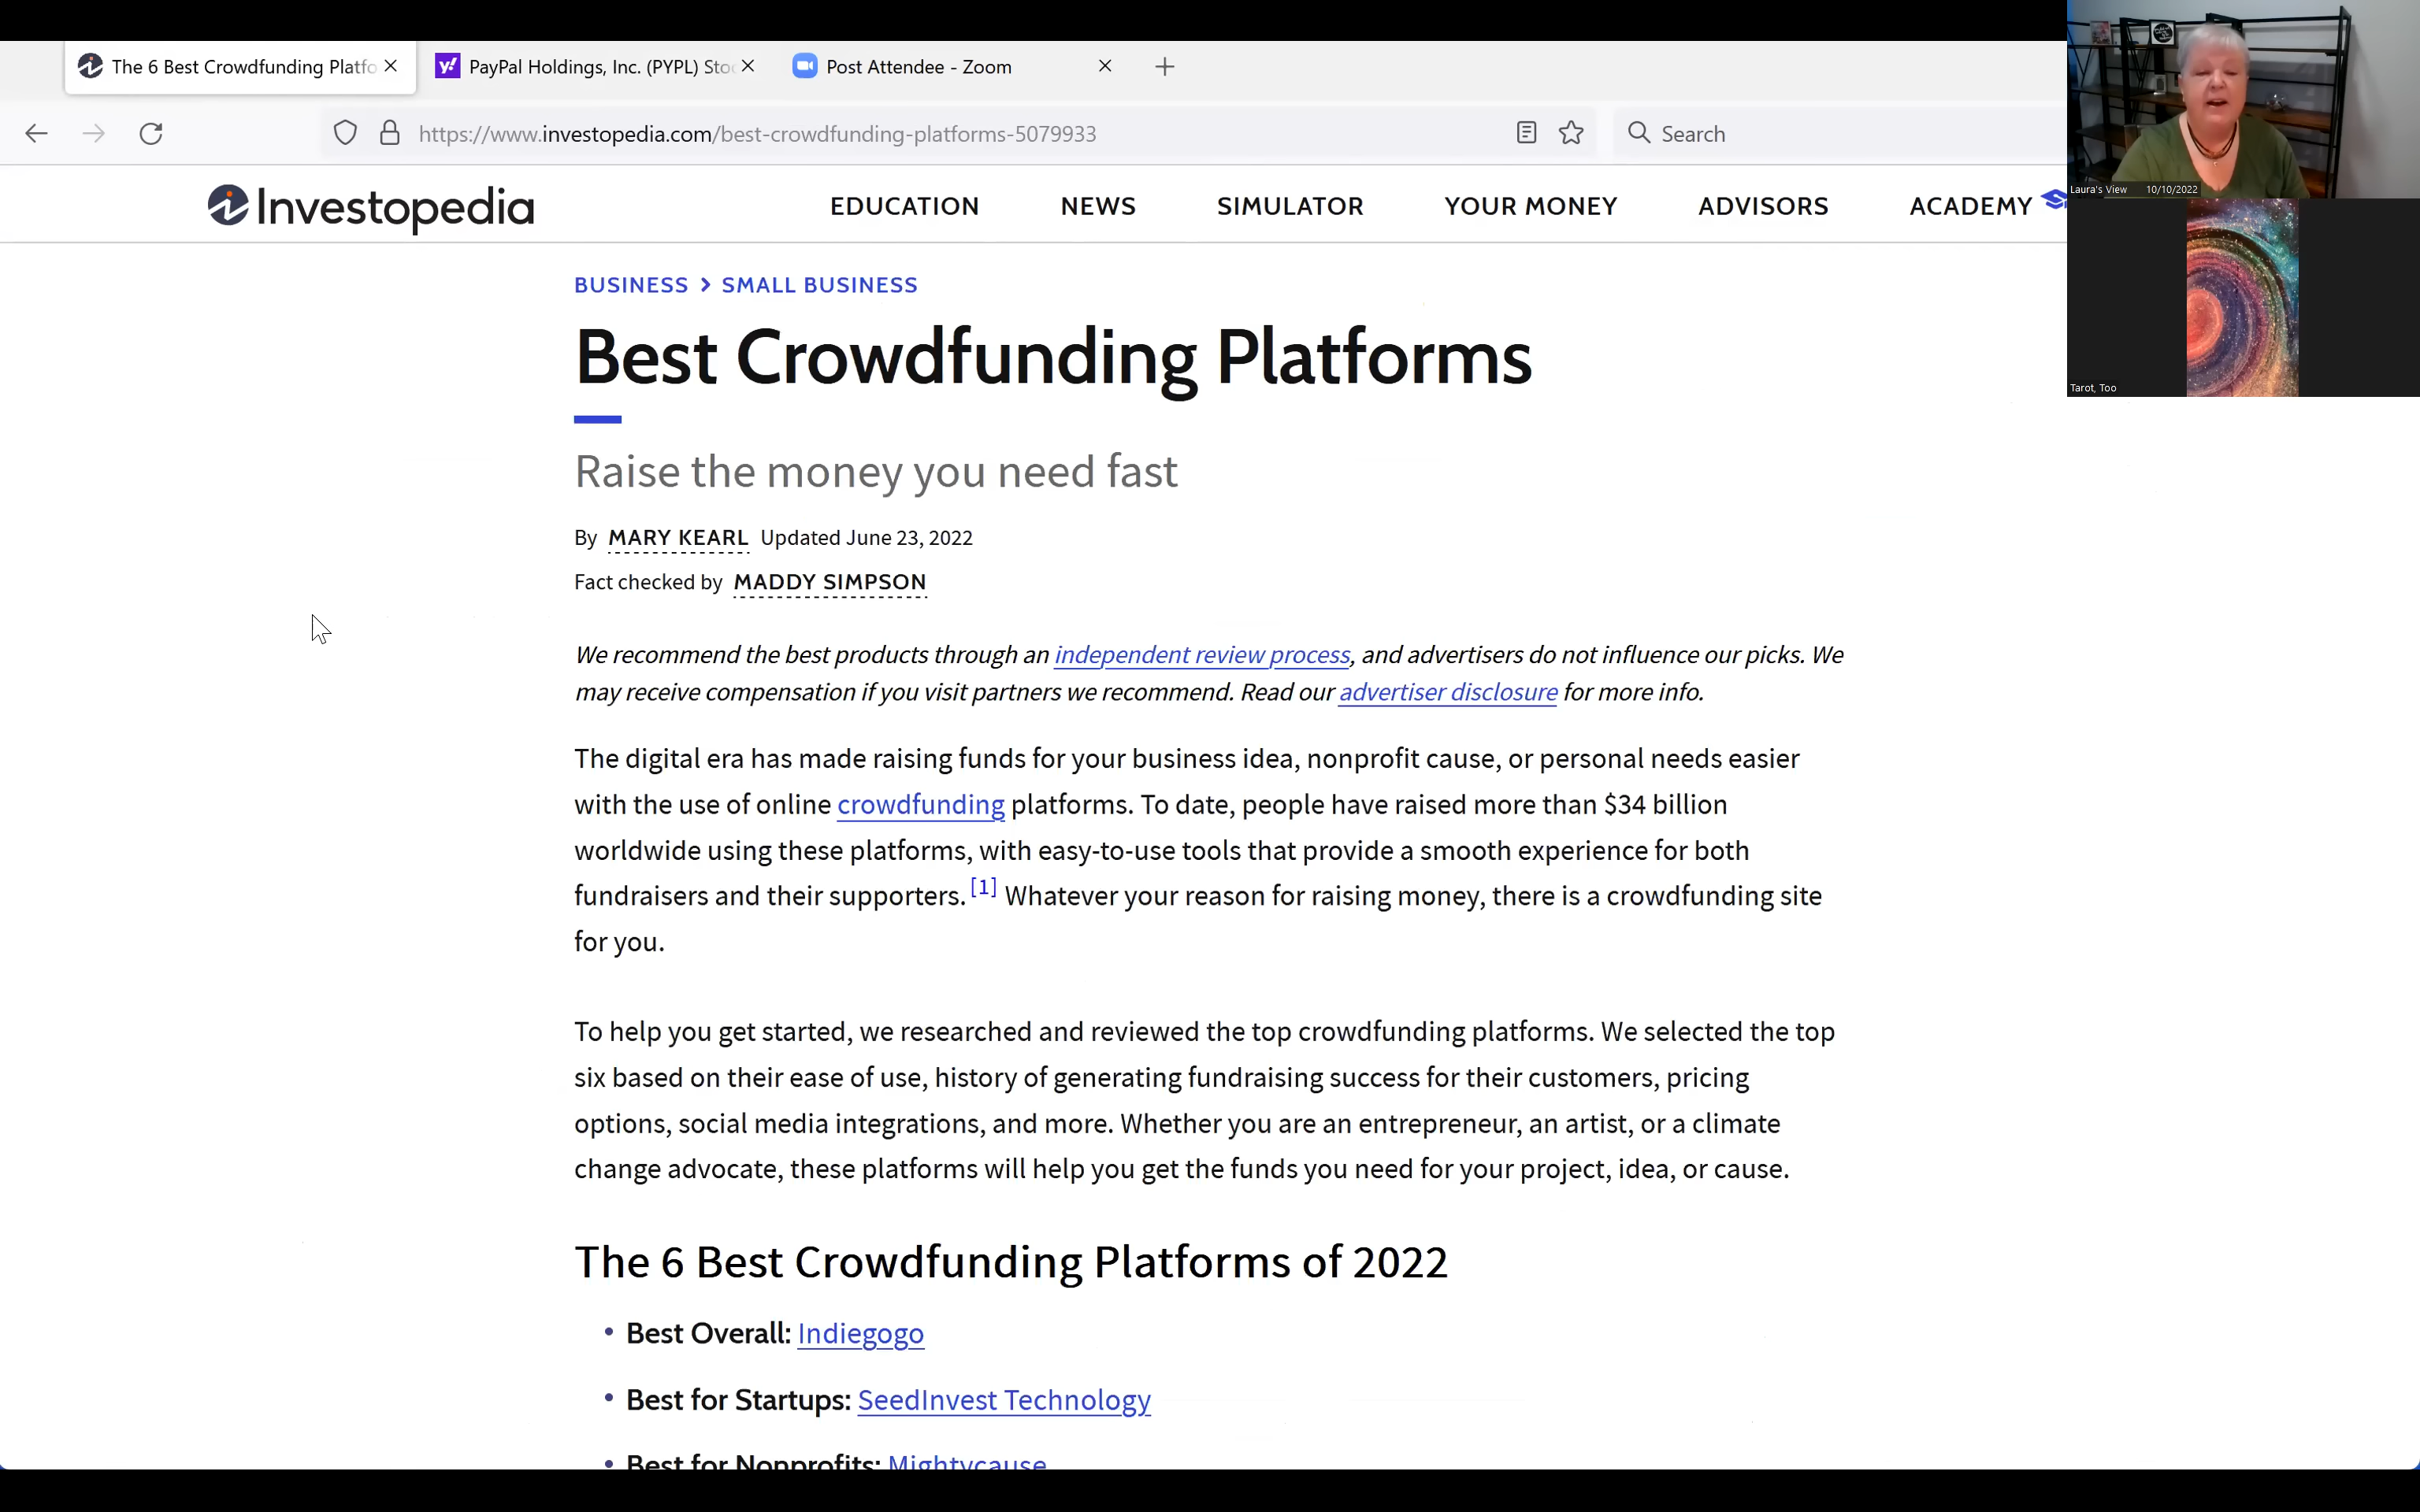 The 6 Best Crowdfunding Platfo
PayPal Holdings, Inc. (PYPL) Sto
Post Attendee - Zoom
https://www.investopedia.com/best-crowdfunding-platforms-5079933
Search
Laura's View 10/10/2022
Tarot, Too
Investopedia
EDUCATION NEWS SIMULATOR YOUR MONEY ADVISORS ACADEMY
BUSINESS > SMALL BUSINESS
Best Crowdfunding Platforms
Raise the money you need fast
By MARY KEARL Updated June 23, 2022
Fact checked by MADDY SIMPSON
We recommend the best products through an independent review process, and advertisers do not influence our picks. We
may receive compensation if you visit partners we recommend. Read our advertiser disclosure for more info.
The digital era has made raising funds for your business idea, nonprofit cause, or personal needs easier
with the use of online crowdfunding platforms. To date, people have raised more than $34 billion
worldwide using these platforms, with easy-to-use tools that provide a smooth experience for both
fundraisers and their supporters. [1] Whatever your reason for raising money, there is a crowdfunding site
for you.
To help you get started, we researched and reviewed the top crowdfunding platforms. We selected the top
six based on their ease of use, history of generating fundraising success for their customers, pricing
options, social media integrations, and more. Whether you are an entrepreneur, an artist, or a climate
change advocate, these platforms will help you get the funds you need for your project, idea, or cause.
The 6 Best Crowdfunding Platforms of 2022
• Best Overall: Indiegogo
• Best for Startups: SeedInvest Technology
• Best for Nonprofits: Mightycause